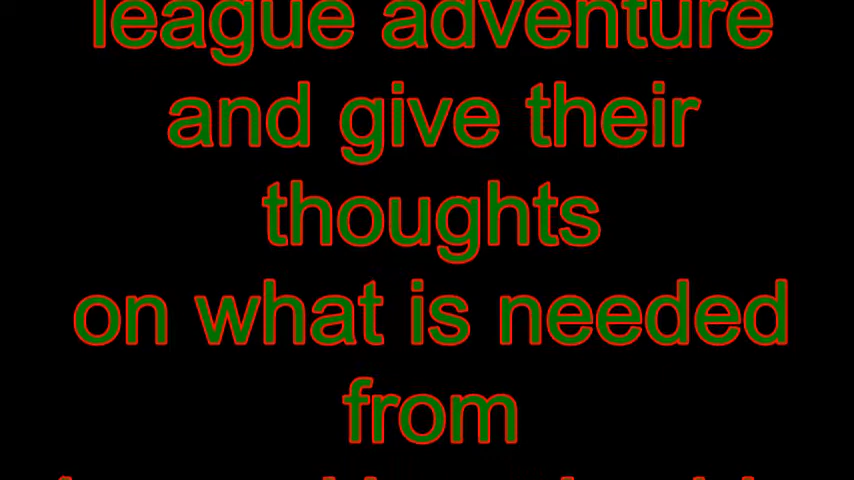 league adventure
and give their
thoughts
on what is needed
from